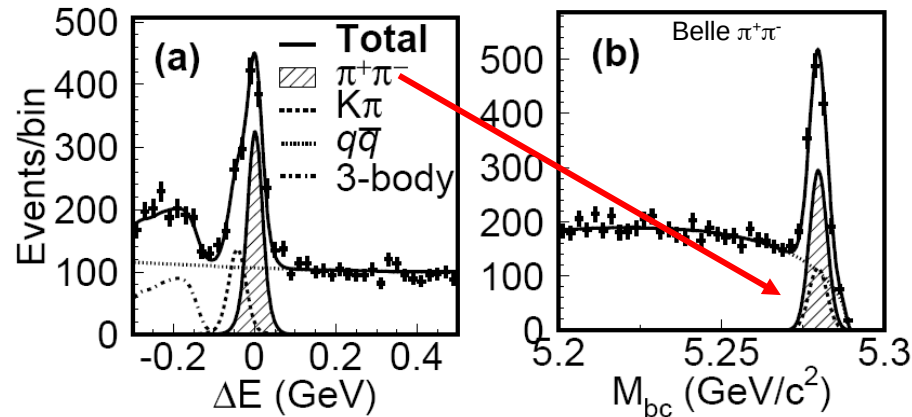 Events/bin
500
400
300
200
100
0
(a)
Total
π⁺π⁻
Kπ
qq̅
3-body
-0.2 0 0.2 0.4
ΔE (GeV)
(b)
Belle π⁺π⁻
500
400
300
200
100
0
5.2 5.25 5.3
M_bc (GeV/c²)